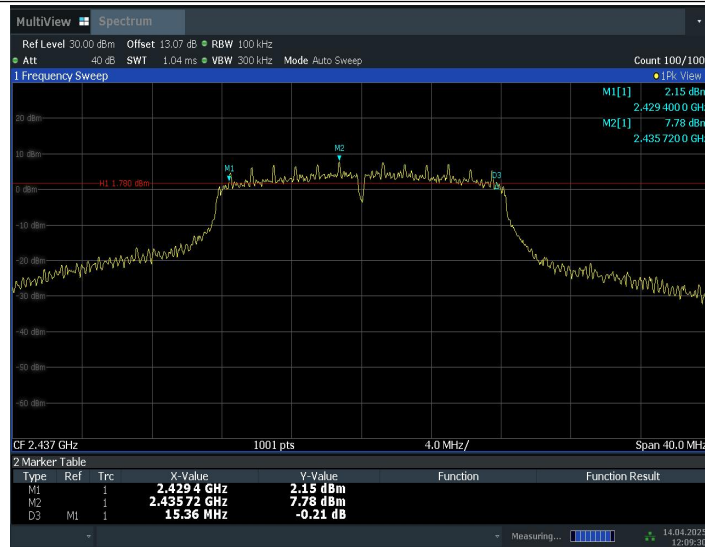 MultiView Spectrum
Ref Level 30.00 dBm Offset 13.07 dB RBW 100 kHz
Att 40 dB SWT 1.04 ms VBW 300 kHz Mode Auto Sweep Count 100/100
1 Frequency Sweep 1Pk View
M1[1] 2.15 dBm
2.429 400 0 GHz
M2[1] 7.78 dBm
2.435 720 0 GHz
20 dBm
10 dBm
M2
M1
D3
H1 1.780 dBm
0 dBm
-10 dBm
-20 dBm
-30 dBm
-40 dBm
-50 dBm
-60 dBm
CF 2.437 GHz 1001 pts 4.0 MHz/ Span 40.0 MHz
2 Marker Table
Type Ref Trc X-Value Y-Value Function Function Result
M1 1 2.429 4 GHz 2.15 dBm
M2 1 2.435 72 GHz 7.78 dBm
D3 M1 1 15.36 MHz -0.21 dB
Measuring... 14.04.2025
12:09:30